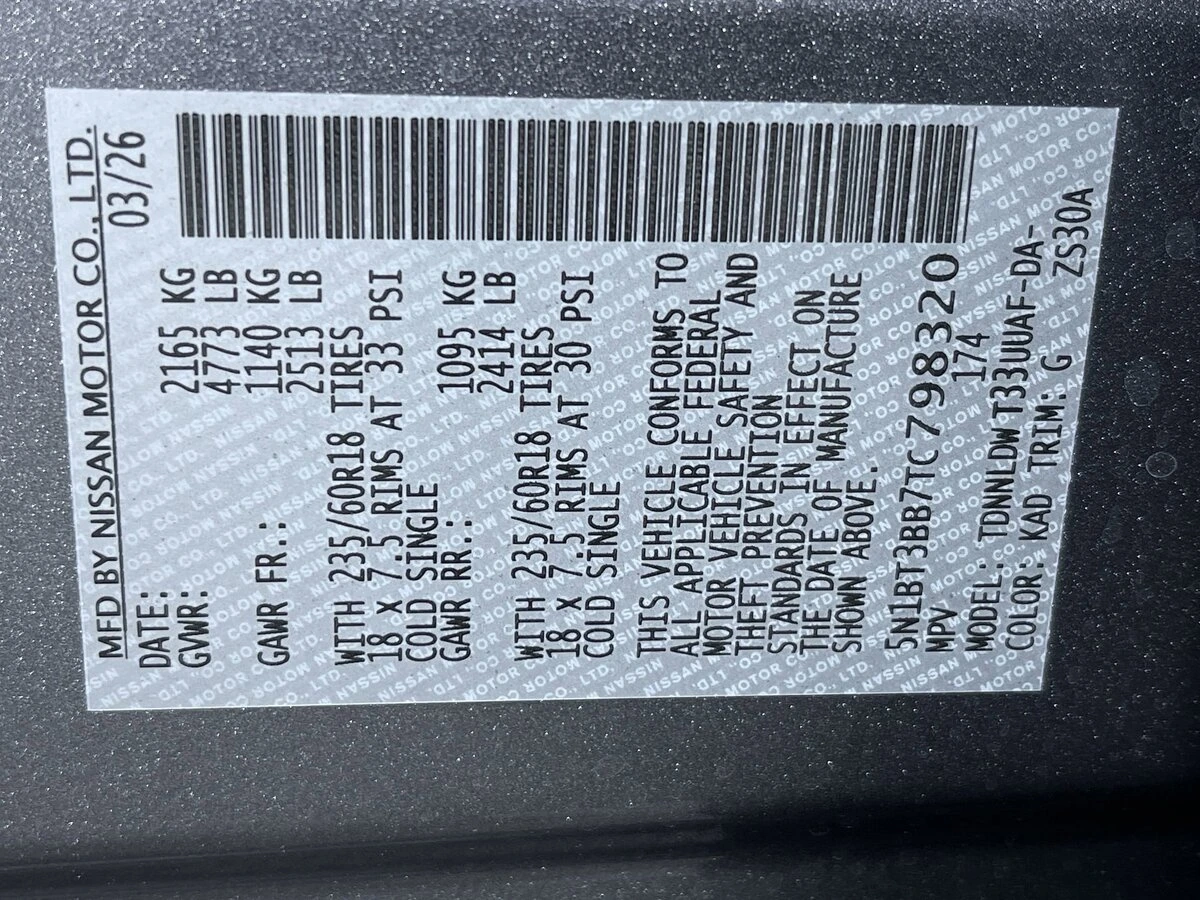 MFD BY NISSAN MOTOR CO., LTD.
DATE: 03/26
GVWR: 2165 KG
4773 LB
GAWR FR.: 1140 KG
2513 LB
WITH 235/60R18 TIRES
18 X 7.5 RIMS AT 33 PSI
COLD SINGLE
GAWR RR.: 1095 KG
2414 LB
WITH 235/60R18 TIRES
18 X 7.5 RIMS AT 30 PSI
COLD SINGLE
THIS VEHICLE CONFORMS TO
ALL APPLICABLE FEDERAL
MOTOR VEHICLE SAFETY AND
THEFT PREVENTION
STANDARDS IN EFFECT ON
THE DATE OF MANUFACTURE
SHOWN ABOVE.
5N1BT3BB7TC798320
MPV 174
MODEL: TDNNLDWT33UUAF-DA-
COLOR: KAD TRIM: G ZS30A